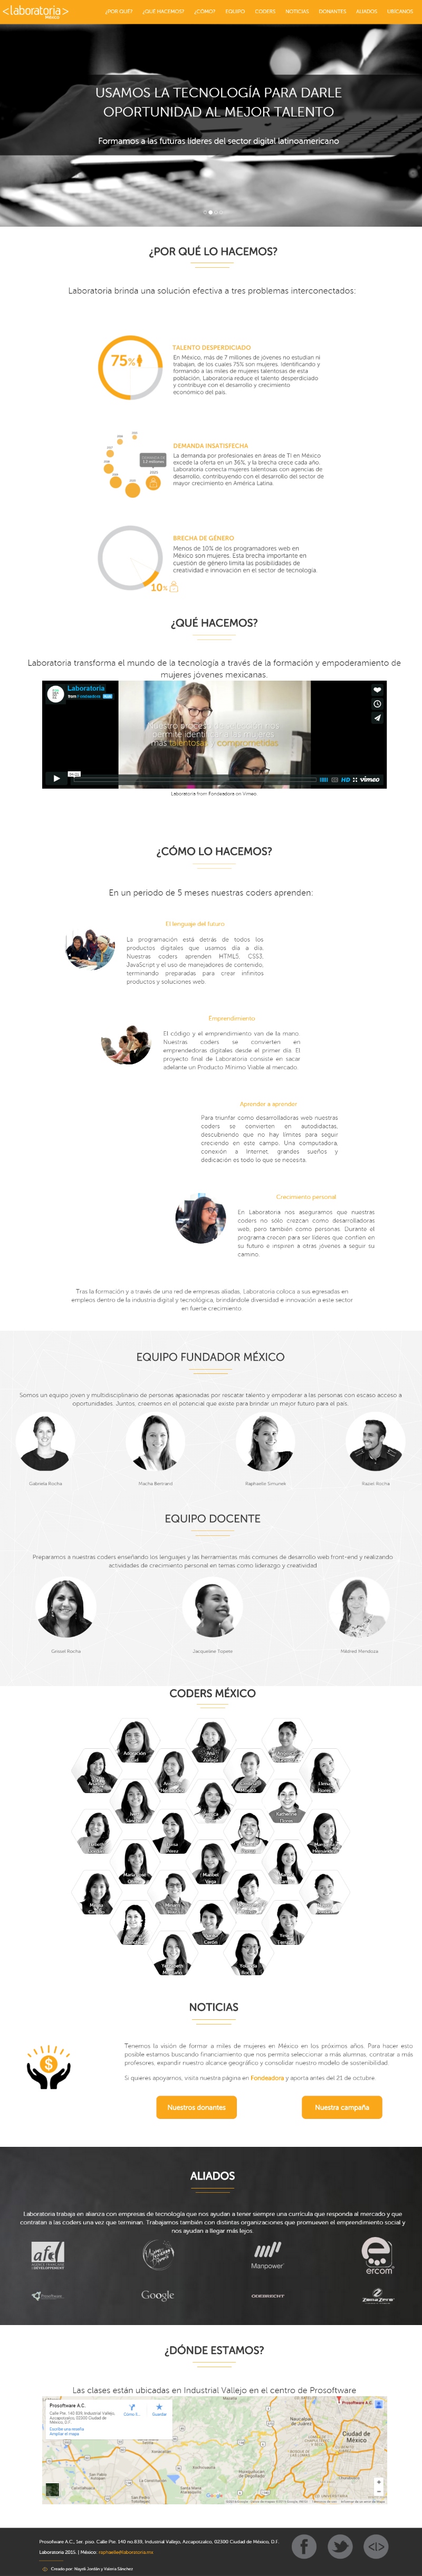 <laboratoria>
MÉXICO
¿POR QUÉ?
¿QUÉ HACEMOS?
¿CÓMO?
EQUIPO
CODERS
NOTICIAS
DONANTES
ALIADOS
UBÍCANOS
USAMOS LA TECNOLOGÍA PARA DARLE
OPORTUNIDAD AL MEJOR TALENTO
Formamos a las futuras líderes del sector digital latinoamericano
¿POR QUÉ LO HACEMOS?
Laboratoria brinda una solución efectiva a tres problemas interconectados:
75%
TALENTO DESPERDICIADO
En México, más de 7 millones de jóvenes no estudian ni
trabajan, de los cuales 75% son mujeres. Identificando y
formando a las miles de mujeres talentosas de esta
población, Laboratoria reduce el talento desperdiciado
y contribuye con el desarrollo y crecimiento
económico del país.
DEMANDA INSATISFECHA
La demanda por profesionales en áreas de TI en México
excede la oferta en un 36%, y la brecha crece cada año.
Laboratoria conecta mujeres talentosas con agencias de
desarrollo, contribuyendo con el desarrollo del sector de
mayor crecimiento en América Latina.
BRECHA DE GÉNERO
Menos de 10% de los programadores web en
México son mujeres. Esta brecha importante en
cuestión de género limita las posibilidades de
creatividad e innovación en el sector de tecnología.
10%
¿QUÉ HACEMOS?
Laboratoria transforma el mundo de la tecnología a través de la formación y empoderamiento de
mujeres jóvenes mexicanas.
Laboratoria
from Fondeadora
nuestro proceso de selección nos
permite identificar a las mujeres
más talentosas y comprometidas
HD vimeo
Laboratoria from Fondeadora on Vimeo
¿CÓMO LO HACEMOS?
En un periodo de 5 meses nuestras coders aprenden:
El lenguaje del futuro
La programación está detrás de todos los
productos digitales que usamos día a día.
Nuestras coders aprenden HTML5, CSS3,
JavaScript y el uso de manejadores de contenido,
terminando preparadas para crear infinitos
productos y soluciones web.
Emprendimiento
El código y el emprendimiento van de la mano.
Nuestras coders se convierten en
emprendedoras digitales desde el primer día. El
proyecto final de Laboratoria consiste en sacar
adelante un Producto Mínimo Viable al mercado.
Aprender a aprender
Para triunfar como desarrolladoras web nuestras
coders se convierten en autodidactas,
descubriendo que no hay límites para seguir
creciendo en este campo. Una computadora,
conexión a Internet, grandes sueños y
dedicación es todo lo que se necesita.
Crecimiento personal
En Laboratoria nos aseguramos que nuestras
coders no sólo crezcan como desarrolladoras
web, pero también como personas. Durante el
programa crecen para ser líderes que confíen en
su futuro e inspiren a otras jóvenes a seguir su
camino.
Tras la formación y a través de una red de empresas aliadas, Laboratoria coloca a sus egresadas en
empleos dentro de la industria digital y tecnológica, brindándole diversidad e innovación a este sector
en fuerte crecimiento.
EQUIPO FUNDADOR MÉXICO
Somos un equipo joven y multidisciplinario de personas apasionadas por rescatar talento y empoderar a las personas con escaso acceso a
oportunidades. Juntos, creemos en el potencial que existe para brindar un mejor futuro para el país.
Gabriela Rocha
Marha Bernard
Raphaelle Simunek
Kaster Rocha
EQUIPO DOCENTE
Preparamos a nuestras coders enseñando los lenguajes y las herramientas más comunes de desarrollo web front-end y realizando
actividades de crecimiento personal en temas como liderazgo y creatividad
Grissel Rocha
Jacqueline Topete
Mildred Mendoza
CODERS MÉXICO
NOTICIAS
Tenemos la visión de formar a miles de mujeres en México en los próximos años. Para hacer esto
posible estamos buscando financiamiento que nos permita seleccionar a más alumnas, contratar a más
profesores, expandir nuestro alcance geográfico y consolidar nuestro modelo de sostenibilidad.
Si quieres apoyarnos, visita nuestra página en Fondeadora y aporta antes del 21 de octubre.
Nuestros donantes
Nuestra campaña
ALIADOS
Laboratoria trabaja en alianza con empresas de tecnología que nos ayudan a tener siempre una currícula que responda al mercado y que
contratan a las coders una vez que terminan. Trabajamos también con distintas organizaciones que promueven el emprendimiento social y
nos ayudan a llegar más lejos.
afd
Manpower
ercom
Prosoftware
Google
ODEBRECHT
¿DÓNDE ESTAMOS?
Las clases están ubicadas en Industrial Vallejo en el centro de Prosoftware
Prosoftware A.C.
Ciudad de
México
Prosoftware A.C., 1er. piso. Calle Pte. 140 no.839, Industrial Vallejo, Azcapotzalco, 02300 Ciudad de México, D.F.
Laboratoria 2015. | México: raphaelle@laboratoria.mx
Creado por: Mayeli Jordán y Valeria Sánchez